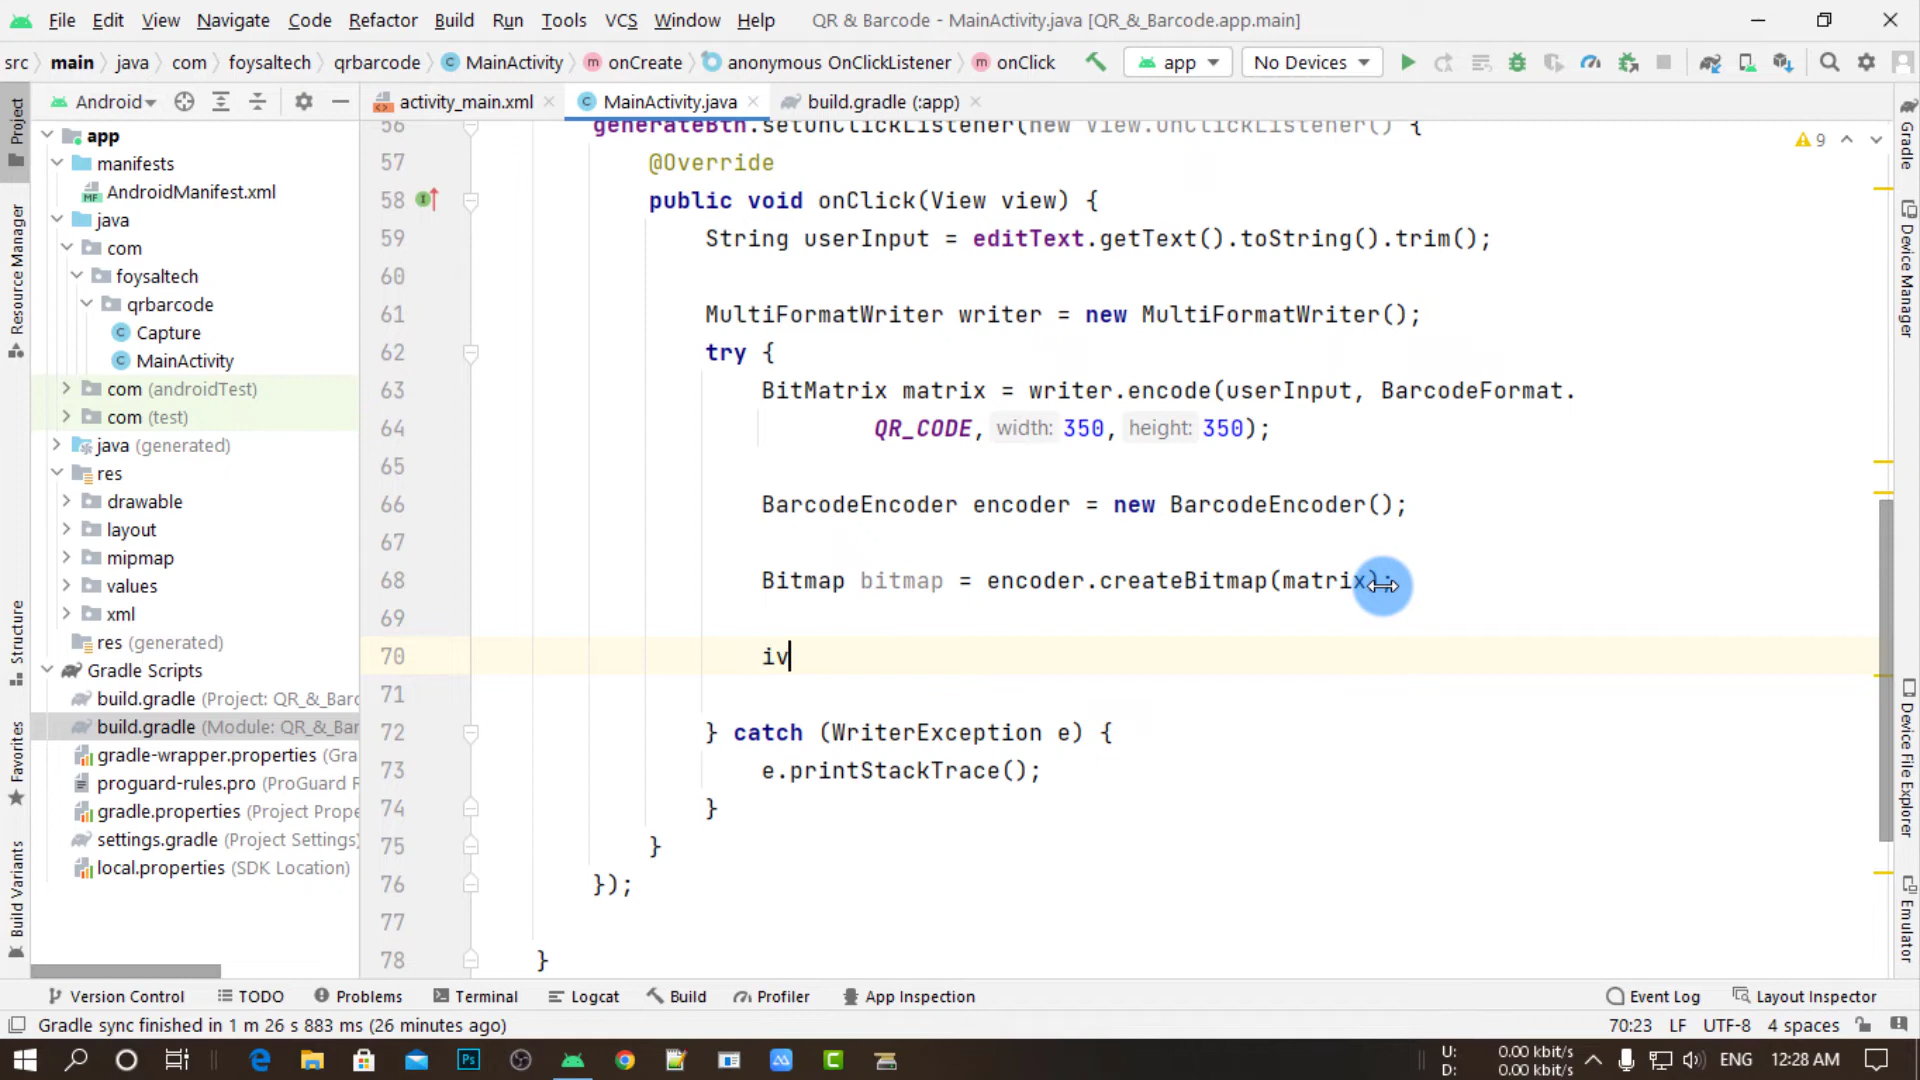 File Edit View Navigate Code Refactor Build Run Tools VCS Window Help QR & Barcode - MainActivity.java [QR_&_Barcode.app.main]
src main java com foysaltech qrbarcode MainActivity onCreate anonymous OnClickListener onClick app No Devices
Android activity_main.xml MainActivity.java build.gradle (:app)
Project
Resource Manager
Structure
Favorites
Build Variants
app
manifests
AndroidManifest.xml
java
com
foysaltech
qrbarcode
Capture
MainActivity
com (androidTest)
com (test)
java (generated)
res
drawable
layout
mipmap
values
xml
res (generated)
Gradle Scripts
build.gradle (Project: QR_&_Barc
build.gradle (Module: QR_&_Bar
gradle-wrapper.properties (Gra
proguard-rules.pro (ProGuard R
gradle.properties (Project Prope
settings.gradle (Project Settings)
local.properties (SDK Location)
9
56 generateBtn.setOnClickListener(new View.OnClickListener() {
57 @Override
58 public void onClick(View view) {
59 String userInput = editText.getText().toString().trim();
60
61 MultiFormatWriter writer = new MultiFormatWriter();
62 try {
63 BitMatrix matrix = writer.encode(userInput, BarcodeFormat.
64 QR_CODE, width: 350, height: 350);
65
66 BarcodeEncoder encoder = new BarcodeEncoder();
67
68 Bitmap bitmap = encoder.createBitmap(matrix);
69
70 iv
71
72 } catch (WriterException e) {
73 e.printStackTrace();
74 }
75 }
76 });
77
78 }
Gradle
Device Manager
Device File Explorer
Emulator
Version Control TODO Problems Terminal Logcat Build Profiler App Inspection Event Log Layout Inspector
Gradle sync finished in 1 m 26 s 883 ms (26 minutes ago) 70:23 LF UTF-8 4 spaces
U: 0.00 kbit/s
D: 0.00 kbit/s
ENG 12:28 AM